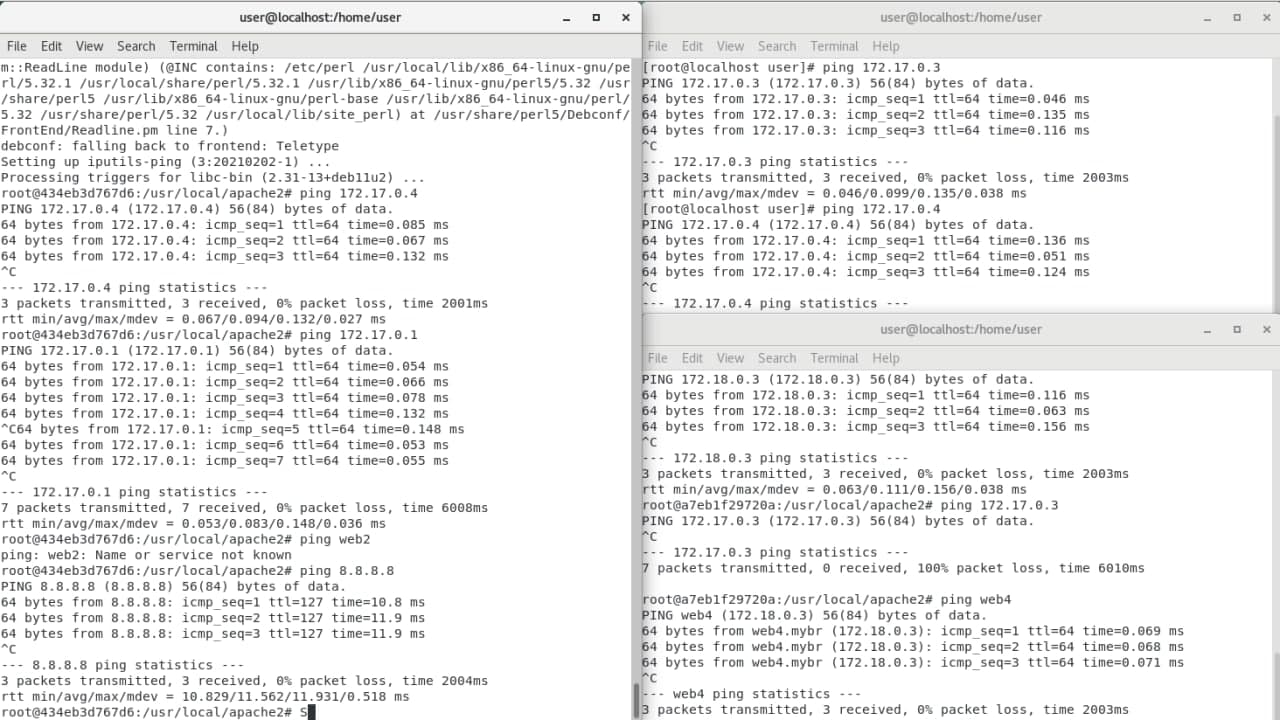 user@localhost:/home/user
File Edit View Search Terminal Help
m::ReadLine module) (@INC contains: /etc/perl /usr/local/lib/x86_64-linux-gnu/pe
rl/5.32.1 /usr/local/share/perl/5.32.1 /usr/lib/x86_64-linux-gnu/perl5/5.32 /usr
/share/perl5 /usr/lib/x86_64-linux-gnu/perl-base /usr/lib/x86_64-linux-gnu/perl/
5.32 /usr/share/perl/5.32 /usr/local/lib/site_perl) at /usr/share/perl5/Debconf/
FrontEnd/Readline.pm line 7.)
debconf: falling back to frontend: Teletype
Setting up iputils-ping (3:20210202-1) ...
Processing triggers for libc-bin (2.31-13+deb11u2) ...
root@434eb3d767d6:/usr/local/apache2# ping 172.17.0.4
PING 172.17.0.4 (172.17.0.4) 56(84) bytes of data.
64 bytes from 172.17.0.4: icmp_seq=1 ttl=64 time=0.085 ms
64 bytes from 172.17.0.4: icmp_seq=2 ttl=64 time=0.067 ms
64 bytes from 172.17.0.4: icmp_seq=3 ttl=64 time=0.132 ms
^C
--- 172.17.0.4 ping statistics ---
3 packets transmitted, 3 received, 0% packet loss, time 2001ms
rtt min/avg/max/mdev = 0.067/0.094/0.132/0.027 ms
root@434eb3d767d6:/usr/local/apache2# ping 172.17.0.1
PING 172.17.0.1 (172.17.0.1) 56(84) bytes of data.
64 bytes from 172.17.0.1: icmp_seq=1 ttl=64 time=0.054 ms
64 bytes from 172.17.0.1: icmp_seq=2 ttl=64 time=0.066 ms
64 bytes from 172.17.0.1: icmp_seq=3 ttl=64 time=0.078 ms
64 bytes from 172.17.0.1: icmp_seq=4 ttl=64 time=0.132 ms
^C64 bytes from 172.17.0.1: icmp_seq=5 ttl=64 time=0.148 ms
64 bytes from 172.17.0.1: icmp_seq=6 ttl=64 time=0.053 ms
64 bytes from 172.17.0.1: icmp_seq=7 ttl=64 time=0.055 ms
^C
--- 172.17.0.1 ping statistics ---
7 packets transmitted, 7 received, 0% packet loss, time 6008ms
rtt min/avg/max/mdev = 0.053/0.083/0.148/0.036 ms
root@434eb3d767d6:/usr/local/apache2# ping web2
ping: web2: Name or service not known
root@434eb3d767d6:/usr/local/apache2# ping 8.8.8.8
PING 8.8.8.8 (8.8.8.8) 56(84) bytes of data.
64 bytes from 8.8.8.8: icmp_seq=1 ttl=127 time=10.8 ms
64 bytes from 8.8.8.8: icmp_seq=2 ttl=127 time=11.9 ms
64 bytes from 8.8.8.8: icmp_seq=3 ttl=127 time=11.9 ms
^C
--- 8.8.8.8 ping statistics ---
3 packets transmitted, 3 received, 0% packet loss, time 2004ms
rtt min/avg/max/mdev = 10.829/11.562/11.931/0.518 ms
root@434eb3d767d6:/usr/local/apache2# S
user@localhost:/home/user
File Edit View Search Terminal Help
[root@localhost user]# ping 172.17.0.3
PING 172.17.0.3 (172.17.0.3) 56(84) bytes of data.
64 bytes from 172.17.0.3: icmp_seq=1 ttl=64 time=0.046 ms
64 bytes from 172.17.0.3: icmp_seq=2 ttl=64 time=0.135 ms
64 bytes from 172.17.0.3: icmp_seq=3 ttl=64 time=0.116 ms
^C
--- 172.17.0.3 ping statistics ---
3 packets transmitted, 3 received, 0% packet loss, time 2003ms
rtt min/avg/max/mdev = 0.046/0.099/0.135/0.038 ms
[root@localhost user]# ping 172.17.0.4
PING 172.17.0.4 (172.17.0.4) 56(84) bytes of data.
64 bytes from 172.17.0.4: icmp_seq=1 ttl=64 time=0.136 ms
64 bytes from 172.17.0.4: icmp_seq=2 ttl=64 time=0.051 ms
64 bytes from 172.17.0.4: icmp_seq=3 ttl=64 time=0.124 ms
^C
--- 172.17.0.4 ping statistics ---
user@localhost:/home/user
File Edit View Search Terminal Help
PING 172.18.0.3 (172.18.0.3) 56(84) bytes of data.
64 bytes from 172.18.0.3: icmp_seq=1 ttl=64 time=0.116 ms
64 bytes from 172.18.0.3: icmp_seq=2 ttl=64 time=0.063 ms
64 bytes from 172.18.0.3: icmp_seq=3 ttl=64 time=0.156 ms
^C
--- 172.18.0.3 ping statistics ---
3 packets transmitted, 3 received, 0% packet loss, time 2003ms
rtt min/avg/max/mdev = 0.063/0.111/0.156/0.038 ms
root@a7eb1f29720a:/usr/local/apache2# ping 172.17.0.3
PING 172.17.0.3 (172.17.0.3) 56(84) bytes of data.
^C
--- 172.17.0.3 ping statistics ---
7 packets transmitted, 0 received, 100% packet loss, time 6010ms
root@a7eb1f29720a:/usr/local/apache2# ping web4
PING web4 (172.18.0.3) 56(84) bytes of data.
64 bytes from web4.mybr (172.18.0.3): icmp_seq=1 ttl=64 time=0.069 ms
64 bytes from web4.mybr (172.18.0.3): icmp_seq=2 ttl=64 time=0.068 ms
64 bytes from web4.mybr (172.18.0.3): icmp_seq=3 ttl=64 time=0.071 ms
^C
--- web4 ping statistics ---
3 packets transmitted, 3 received, 0% packet loss, time 2003ms